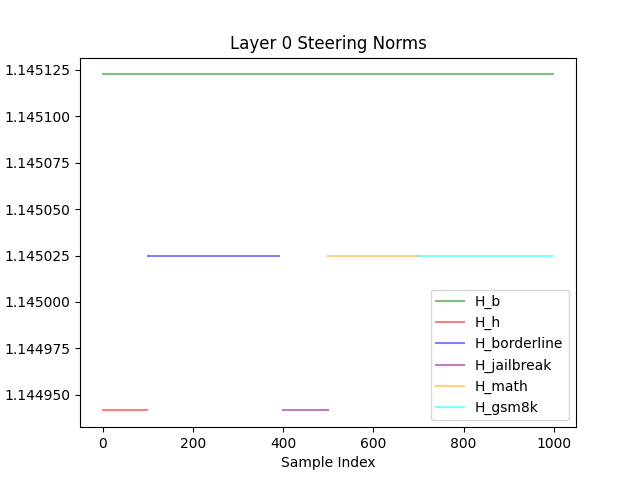 Layer 0 Steering Norms
1.145125
1.145100
1.145075
1.145050
1.145025
1.145000
1.144975
1.144950
H_b
H_h
H_borderline
H_jailbreak
H_math
H_gsm8k
0 200 400 600 800 1000
Sample Index